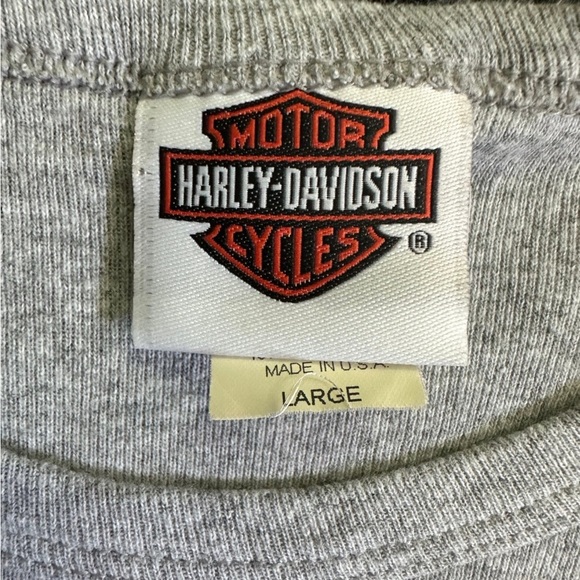 MOTOR
HARLEY-DAVIDSON
CYCLES
®
MADE IN U.S.A.
LARGE